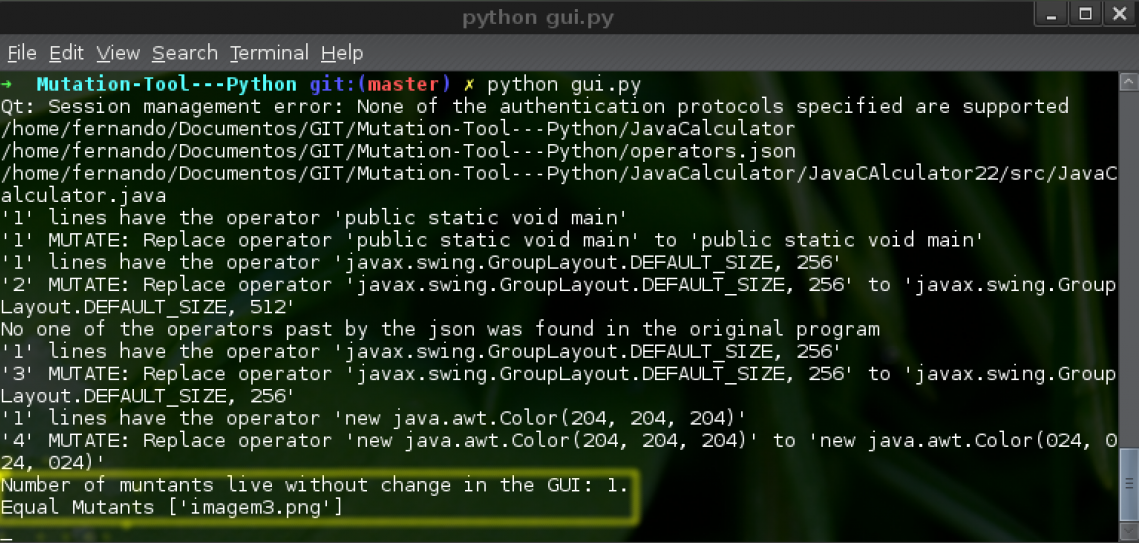 python gui.py
File Edit View Search Terminal Help
➜ Mutation-Tool---Python git:(master) ✗ python gui.py
Qt: Session management error: None of the authentication protocols specified are supported
/home/fernando/Documentos/GIT/Mutation-Tool---Python/JavaCalculator
/home/fernando/Documentos/GIT/Mutation-Tool---Python/operators.json
/home/fernando/Documentos/GIT/Mutation-Tool---Python/JavaCalculator/JavaCAlculator22/src/JavaC
alculator.java
'1' lines have the operator 'public static void main'
'1' MUTATE: Replace operator 'public static void main' to 'public static void main'
'1' lines have the operator 'javax.swing.GroupLayout.DEFAULT_SIZE, 256'
'2' MUTATE: Replace operator 'javax.swing.GroupLayout.DEFAULT_SIZE, 256' to 'javax.swing.Group
Layout.DEFAULT_SIZE, 512'
No one of the operators past by the json was found in the original program
'1' lines have the operator 'javax.swing.GroupLayout.DEFAULT_SIZE, 256'
'3' MUTATE: Replace operator 'javax.swing.GroupLayout.DEFAULT_SIZE, 256' to 'javax.swing.Group
Layout.DEFAULT_SIZE, 256'
'1' lines have the operator 'new java.awt.Color(204, 204, 204)'
'4' MUTATE: Replace operator 'new java.awt.Color(204, 204, 204)' to 'new java.awt.Color(024, 0
24, 024)'
Number of muntants live without change in the GUI: 1.
Equal Mutants ['imagem3.png']